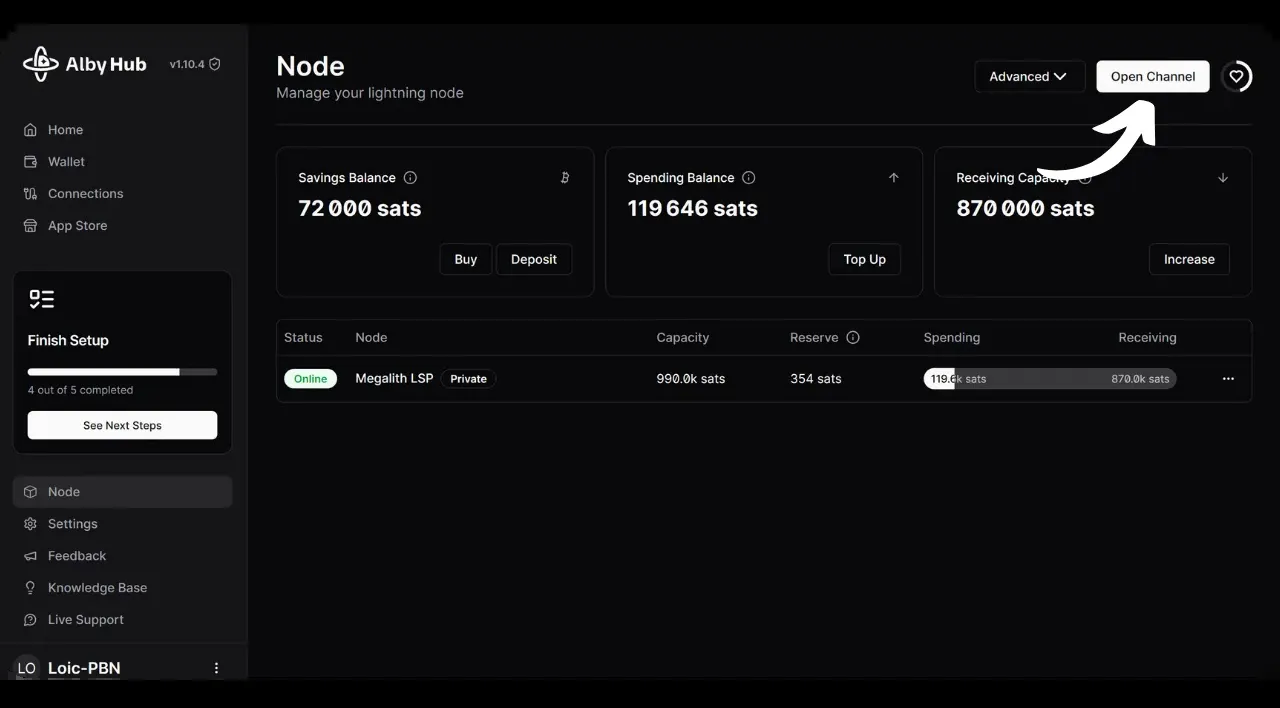 Alby Hub v1.10.4
Home
Wallet
Connections
App Store
Finish Setup
4 out of 5 completed
See Next Steps
Node
Settings
Feedback
Knowledge Base
Live Support
LO Loic-PBN
Node
Manage your lightning node
Advanced
Open Channel
Savings Balance
72 000 sats
Buy Deposit
Spending Balance
119 646 sats
Top Up
Receiving Capacity
870 000 sats
Increase
Status Node Capacity Reserve Spending Receiving
Online Megalith LSP Private 990.0k sats 354 sats 119.6k sats 870.0k sats